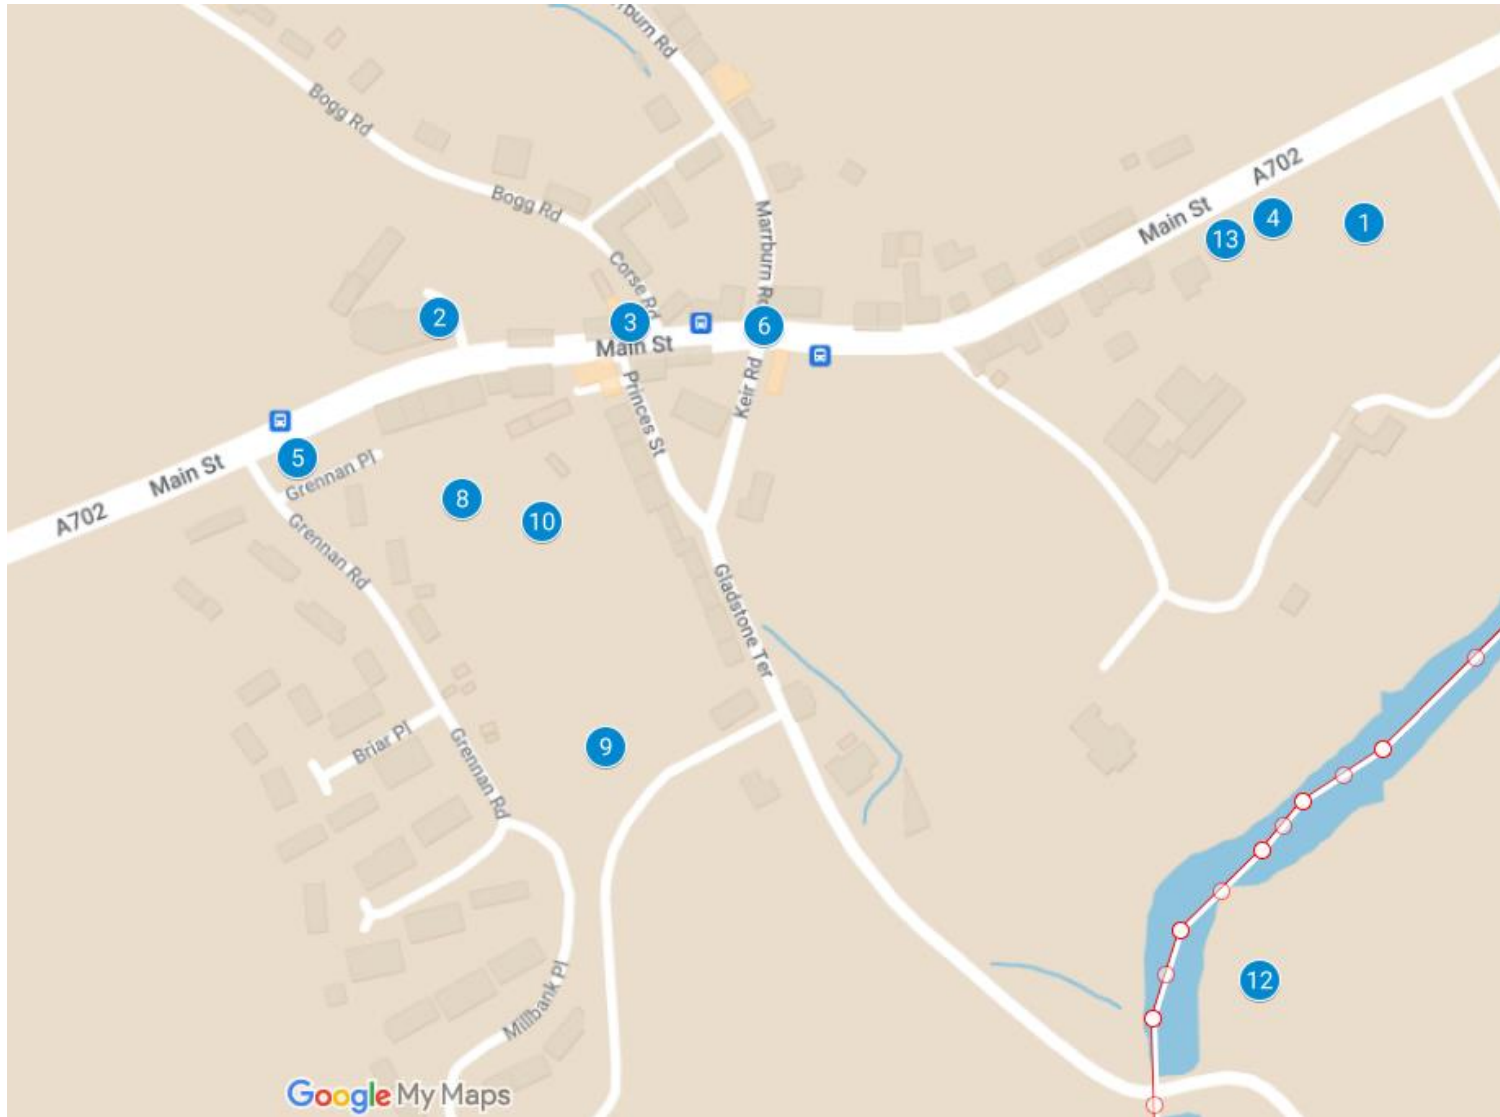 rburn Rd
Bogg Rd
A702
Main St
4
1
13
Bogg Rd
Marrburn Rd
Corse Rd
2
3
6
Main St
Keir Rd
Princes St
5
Main St
Grennan Pl
8
10
A702
Grennan Rd
Gladstone Ter
Briar Pl
9
Grennan Rd
12
Millbank Pl
Google My Maps